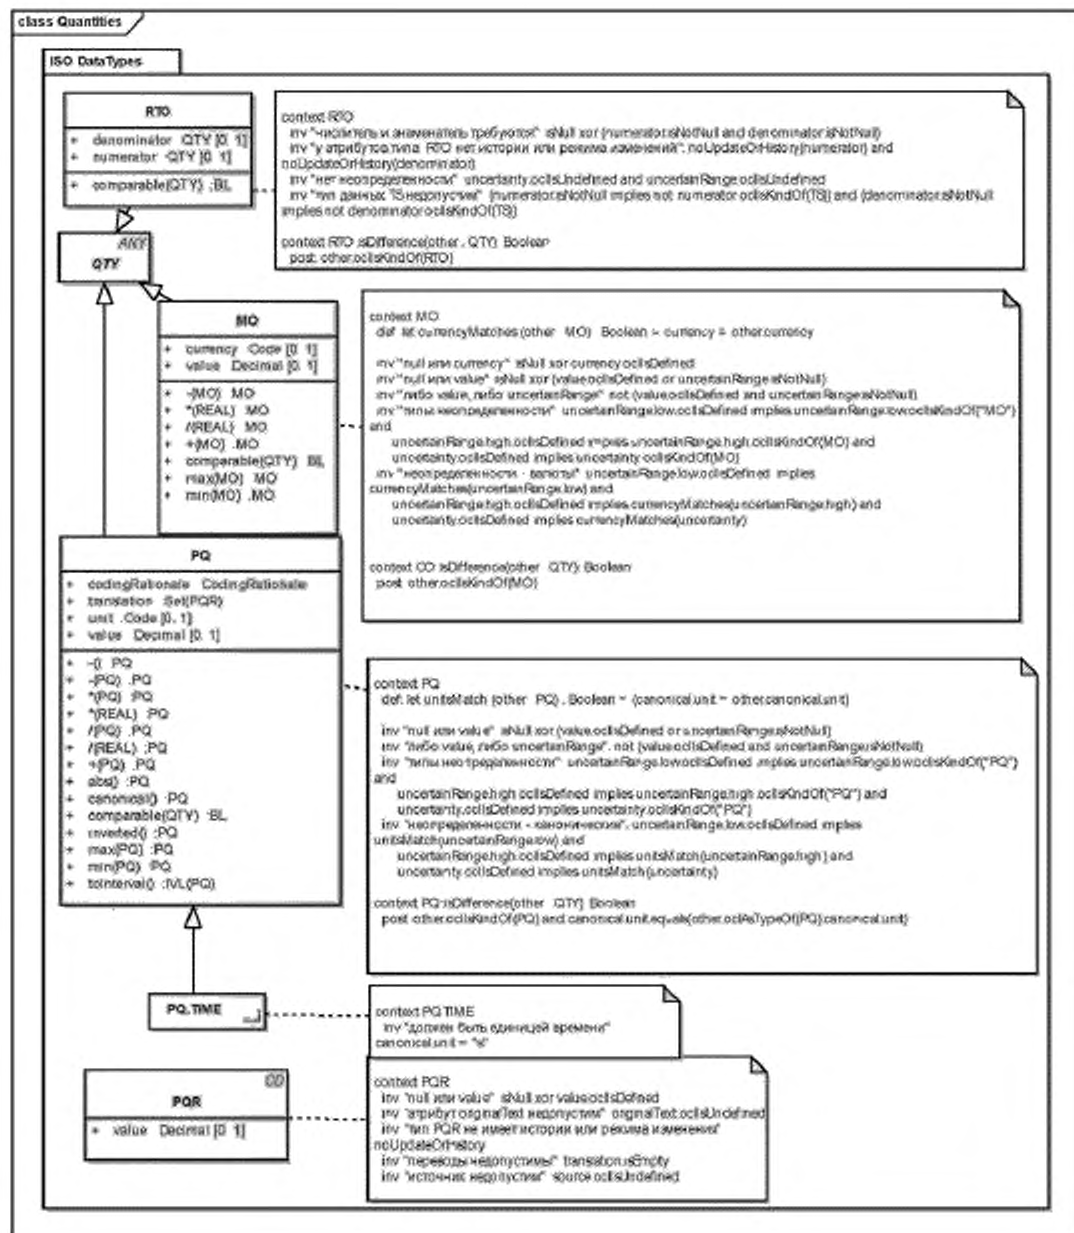 class Quantities
ISO DataTypes
RTO
+ denominator QTY [0 1]
+ numerator QTY [0 1]
+ comparable(QTY) :BL
context RTO
inv "числитель и знаменатель требуются" isNull xor (numerator.isNotNull and denominator.isNotNull)
inv "у атрибутов типа RTO нет истории или режима изменений": noUpdateOrHistory(numerator) and
noUpdateOrHistory(denominator)
inv "нет неопределенности" uncertainty.oclIsUndefined and uncertainRange.oclIsUndefined
inv "тип данных TS недопустим" (numerator.isNotNull implies not numerator.oclIsKindOf(TS)) and (denominator.isNotNull
implies not denominator.oclIsKindOf(TS))
context RTO isDifference(other . QTY) Boolean
post: other.oclIsKindOf(RTO)
ANY
QTY
MO
+ currency Code [0 1]
+ value Decimal [0 1]
+ -(MO) MO
+ *(REAL) MO
+ /(REAL) MO
+ +(MO) .MO
+ comparable(QTY) BL
+ max(MO) MO
+ min(MO) .MO
context MO
def let currencyMatches (other MO) Boolean = currency = other.currency
inv "null или currency" isNull xor currency.oclIsDefined
inv "null или value" isNull xor (value.oclIsDefined or uncertainRange.isNotNull)
inv "либо value, либо uncertainRange" not (value.oclIsDefined and uncertainRange.isNotNull)
inv "типы неопределенности" uncertainRange.low.oclIsDefined implies uncertainRange.low.oclIsKindOf("MO")
and
uncertainRange.high.oclIsDefined implies uncertainRange.high.oclIsKindOf(MO) and
uncertainty.oclIsDefined implies uncertainty oclIsKindOf(MO)
inv "неопределенности - валюты" uncertainRange.low.oclIsDefined implies
currencyMatches(uncertainRange.low) and
uncertainRange.high.oclIsDefined implies currencyMatches(uncertainRange.high) and
uncertainty.oclIsDefined implies currencyMatches(uncertainty)
context CO isDifference(other QTY) Boolean
post other.oclIsKindOf(MO)
PQ
+ codingRationale CodingRationale
+ translation Set(PQR)
+ unit .Code [0. 1]
+ value Decimal [0 1]
+ -() PQ
+ -(PQ) .PQ
+ *(PQ) :PQ
+ *(REAL) :PQ
+ /(PQ) .PQ
+ /(REAL) :PQ
+ +(PQ) .PQ
+ abs() :PQ
+ canonical() PQ
+ comparable(QTY) BL
+ inverted() :PQ
+ max(PQ) :PQ
+ min(PQ) PQ
+ toInterval() :IVL(PQ)
context PQ
def: let unitsMatch (other PQ) . Boolean = (canonical.unit = other.canonical.unit)
inv "null или value" isNull xor (value.oclIsDefined or uncertainRange.isNotNull)
inv "либо value, либо uncertainRange". not (value.oclIsDefined and uncertainRange.isNotNull)
inv "типы неопределенности" uncertainRange.low.oclIsDefined implies uncertainRange.low.oclIsKindOf("PQ")
and
uncertainRange.high oclIsDefined implies uncertainRange.high .oclIsKindOf("PQ") and
uncertainty.oclIsDefined implies uncertainty.oclIsKindOf("PQ")
inv "неопределенности - канонические". uncertainRange.low.oclIsDefined implies
unitsMatch(uncertainRange.low) and
uncertainRange.high.oclIsDefined implies unitsMatch(uncertainRange.high) and
uncertainty oclIsDefined implies unitsMatch(uncertainty)
context PQ isDifference(other QTY) Boolean
post other.oclIsKindOf(PQ) and canonical.unit.equals(other.oclAsTypeOf(PQ).canonical.unit)
PQ.TIME
context PQ TIME
inv "должен быть единицей времени"
canonical.unit = "s"
CD
PQR
+ value Decimal [0 1]
context PQR
inv "null или value" isNull xor value.oclIsDefined
inv "атрибут originalText недопустим" originalText.oclIsUndefined
inv "тип PQR не имеет истории или режима изменения"
noUpdateOrHistory
inv "переводы недопустимы" translation.isEmpty
inv "источник недопустим" source oclIsUndefined